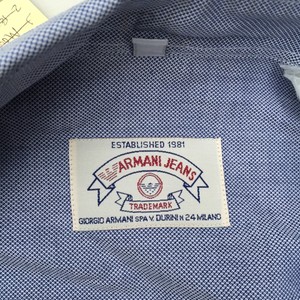 ESTABLISHED 1981
ARMANI JEANS
TRADEMARK
GIORGIO ARMANI SPA V. DURINI N 24 MILANO